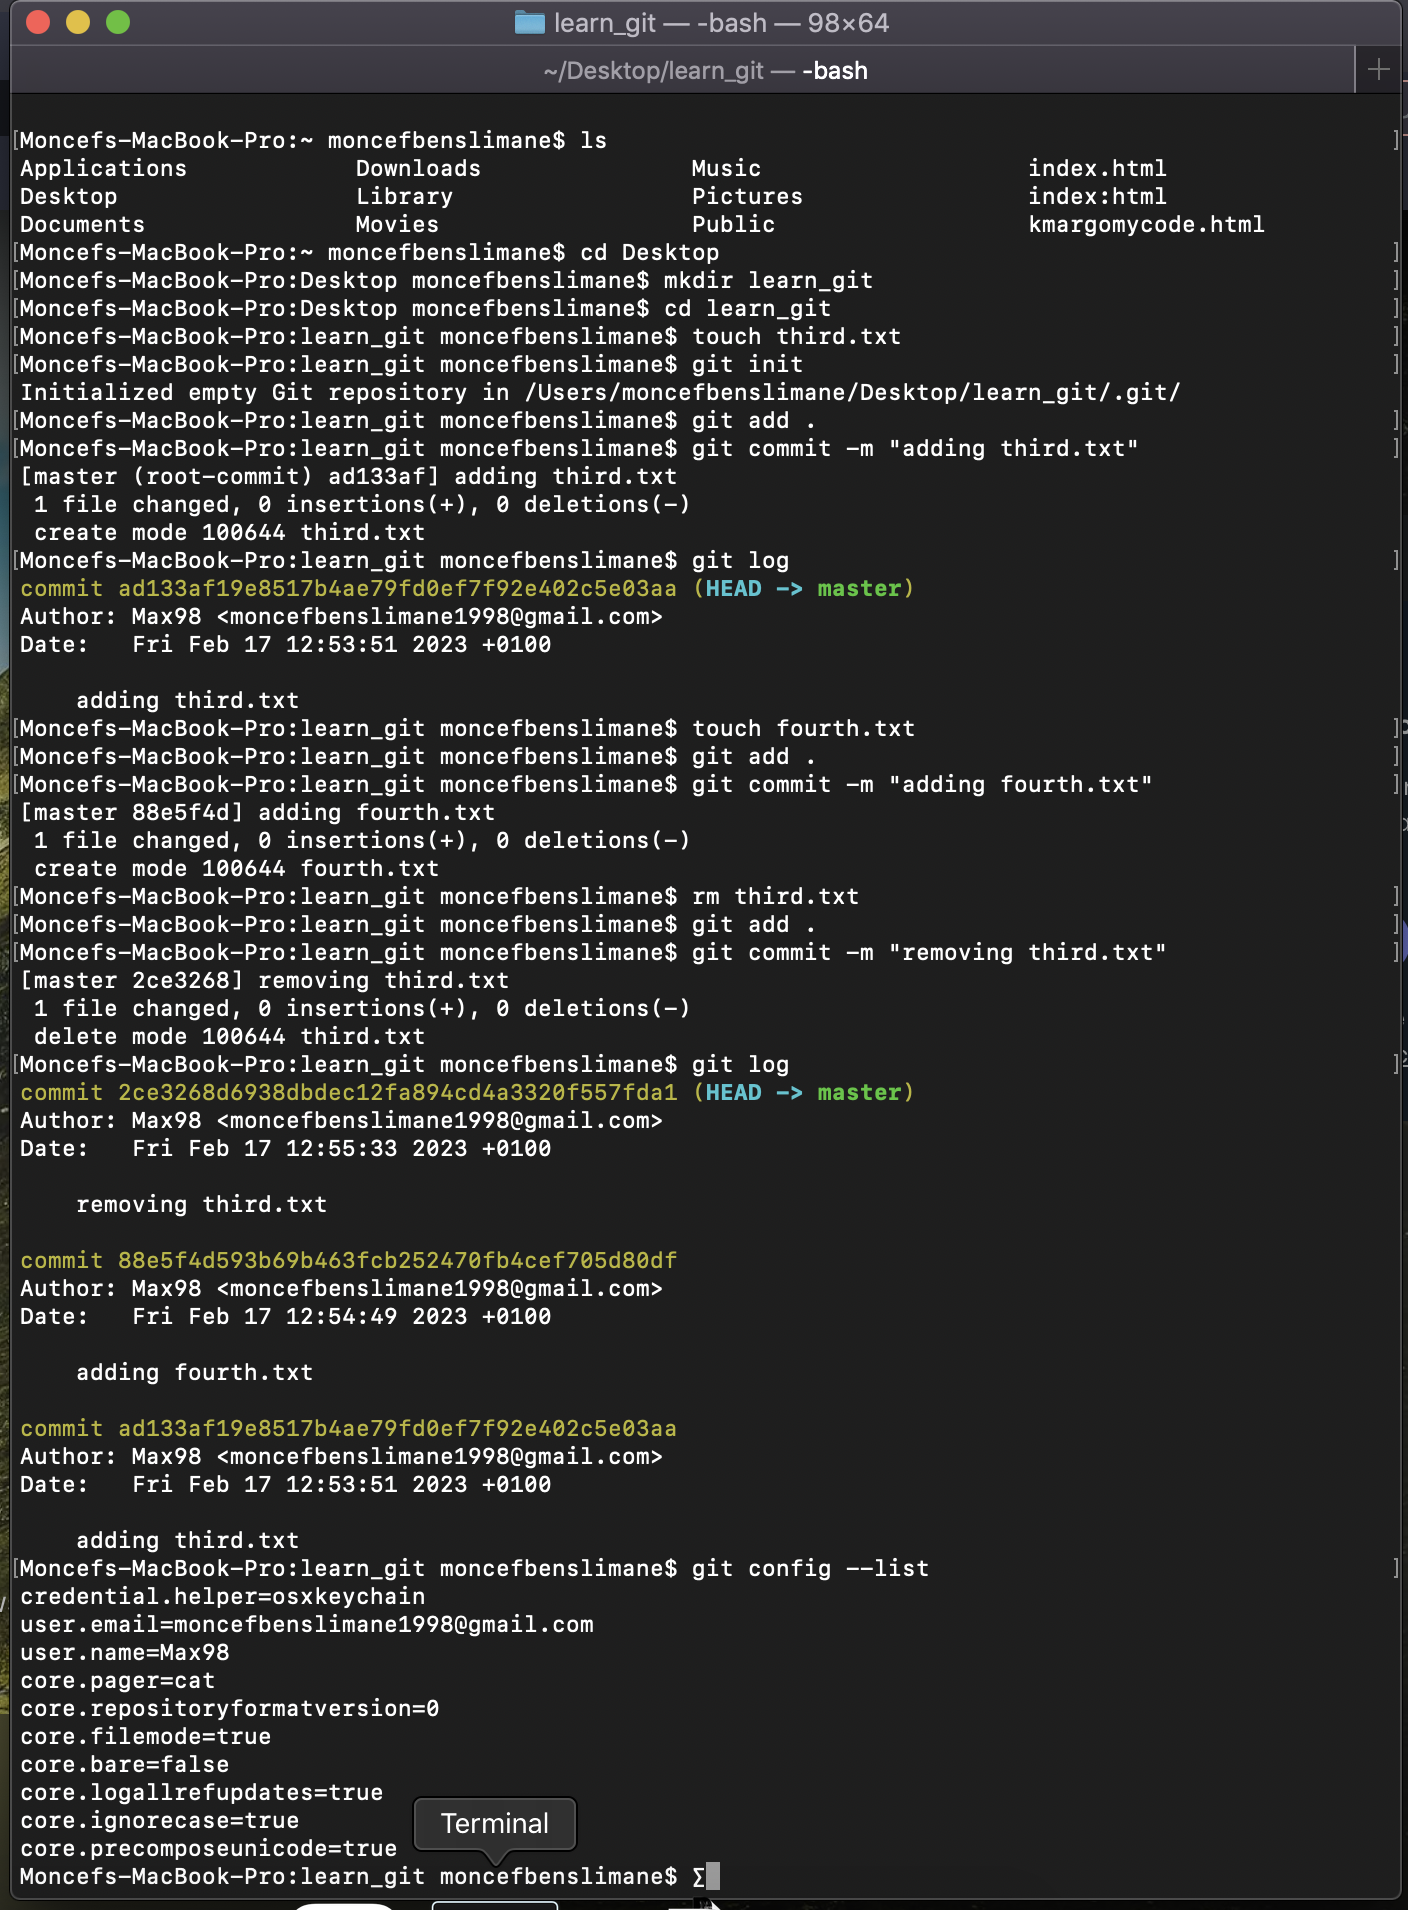 learn_git — -bash — 98×64
~/Desktop/learn_git — -bash
[Moncefs-MacBook-Pro:~ moncefbenslimane$ ls ]
Applications Downloads Music index.html
Desktop Library Pictures index:html
Documents Movies Public kmargomycode.html
[Moncefs-MacBook-Pro:~ moncefbenslimane$ cd Desktop ]
[Moncefs-MacBook-Pro:Desktop moncefbenslimane$ mkdir learn_git ]
[Moncefs-MacBook-Pro:Desktop moncefbenslimane$ cd learn_git ]
[Moncefs-MacBook-Pro:learn_git moncefbenslimane$ touch third.txt ]
[Moncefs-MacBook-Pro:learn_git moncefbenslimane$ git init ]
Initialized empty Git repository in /Users/moncefbenslimane/Desktop/learn_git/.git/
[Moncefs-MacBook-Pro:learn_git moncefbenslimane$ git add . ]
[Moncefs-MacBook-Pro:learn_git moncefbenslimane$ git commit -m "adding third.txt" ]
[master (root-commit) ad133af] adding third.txt
 1 file changed, 0 insertions(+), 0 deletions(-)
 create mode 100644 third.txt
[Moncefs-MacBook-Pro:learn_git moncefbenslimane$ git log ]
commit ad133af19e8517b4ae79fd0ef7f92e402c5e03aa (HEAD -> master)
Author: Max98 <moncefbenslimane1998@gmail.com>
Date:   Fri Feb 17 12:53:51 2023 +0100
    adding third.txt
[Moncefs-MacBook-Pro:learn_git moncefbenslimane$ touch fourth.txt ]
[Moncefs-MacBook-Pro:learn_git moncefbenslimane$ git add . ]
[Moncefs-MacBook-Pro:learn_git moncefbenslimane$ git commit -m "adding fourth.txt" ]
[master 88e5f4d] adding fourth.txt
 1 file changed, 0 insertions(+), 0 deletions(-)
 create mode 100644 fourth.txt
[Moncefs-MacBook-Pro:learn_git moncefbenslimane$ rm third.txt ]
[Moncefs-MacBook-Pro:learn_git moncefbenslimane$ git add . ]
[Moncefs-MacBook-Pro:learn_git moncefbenslimane$ git commit -m "removing third.txt" ]
[master 2ce3268] removing third.txt
 1 file changed, 0 insertions(+), 0 deletions(-)
 delete mode 100644 third.txt
[Moncefs-MacBook-Pro:learn_git moncefbenslimane$ git log ]
commit 2ce3268d6938dbdec12fa894cd4a3320f557fda1 (HEAD -> master)
Author: Max98 <moncefbenslimane1998@gmail.com>
Date:   Fri Feb 17 12:55:33 2023 +0100
    removing third.txt
commit 88e5f4d593b69b463fcb252470fb4cef705d80df
Author: Max98 <moncefbenslimane1998@gmail.com>
Date:   Fri Feb 17 12:54:49 2023 +0100
    adding fourth.txt
commit ad133af19e8517b4ae79fd0ef7f92e402c5e03aa
Author: Max98 <moncefbenslimane1998@gmail.com>
Date:   Fri Feb 17 12:53:51 2023 +0100
    adding third.txt
[Moncefs-MacBook-Pro:learn_git moncefbenslimane$ git config --list ]
credential.helper=osxkeychain
user.email=moncefbenslimane1998@gmail.com
user.name=Max98
core.pager=cat
core.repositoryformatversion=0
core.filemode=true
core.bare=false
core.logallrefupdates=true
core.ignorecase=true
core.precomposeunicode=true
Terminal
Moncefs-MacBook-Pro:learn_git moncefbenslimane$ ∑